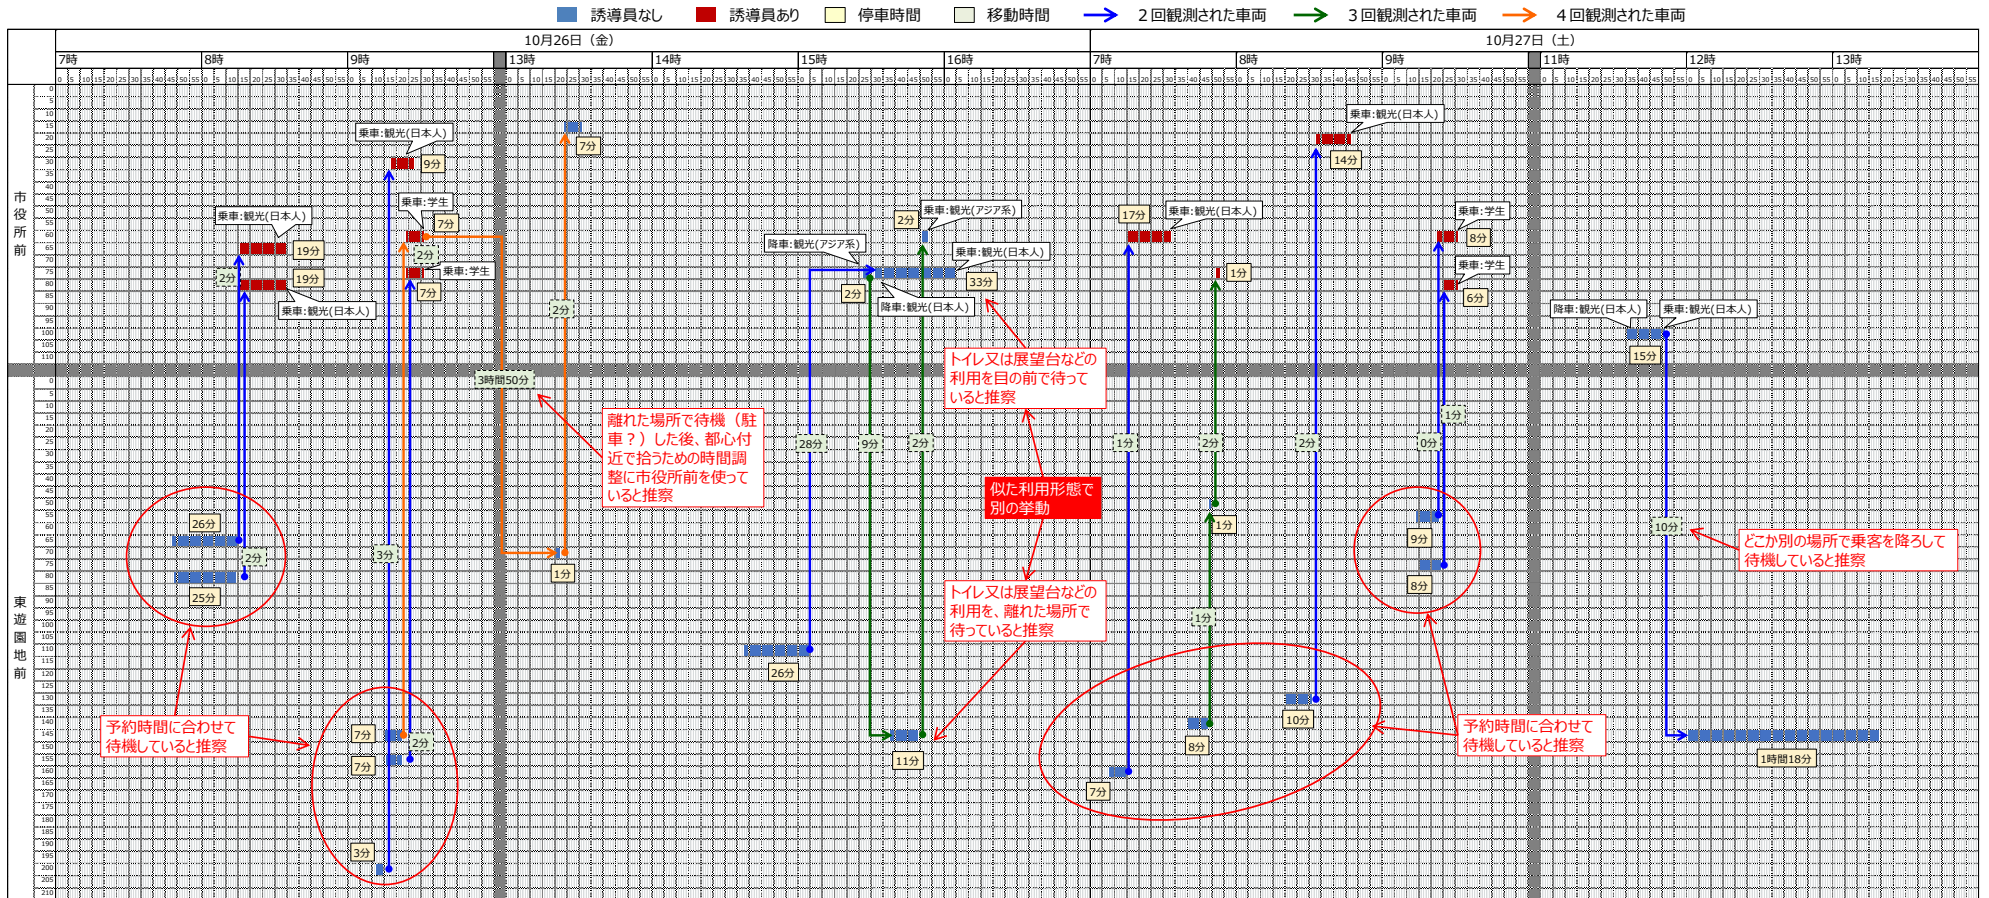 誘導員なし 誘導員あり 停車時間 移動時間 2回観測された車両 3回観測された車両 4回観測された車両
10月26日（金） 10月27日（土）
7時 8時 9時 13時 14時 15時 16時 7時 8時 9時 11時 12時 13時
市役所前
乗車:観光(日本人)
9分
乗車:学生
7分
2分
乗車:学生
7分
乗車:観光(日本人)
19分
2分
19分
乗車:観光(日本人)
7分
2分
2分
乗車:観光(アジア系)
降車:観光(アジア系)
乗車:観光(日本人)
2分
33分
降車:観光(日本人)
17分
乗車:観光(日本人)
1分
乗車:観光(日本人)
14分
乗車:学生
8分
乗車:学生
6分
降車:観光(日本人)
乗車:観光(日本人)
15分
3時間50分
トイレ又は展望台などの
利用を目の前で待って
いると推察
離れた場所で待機（駐
車？）した後、都心付
近で拾うための時間調
整に市役所前を使って
いると推察
28分
9分
2分
1分
2分
2分
0分
1分
似た利用形態で
別の挙動
東遊園地前
26分
2分
25分
3分
1分
1分
9分
8分
10分
どこか別の場所で乗客を降ろして
待機していると推察
トイレ又は展望台などの
利用を、離れた場所で
待っていると推察
1分
26分
予約時間に合わせて
待機していると推察
7分
2分
7分
3分
11分
7分
8分
10分
予約時間に合わせて
待機していると推察
1時間18分